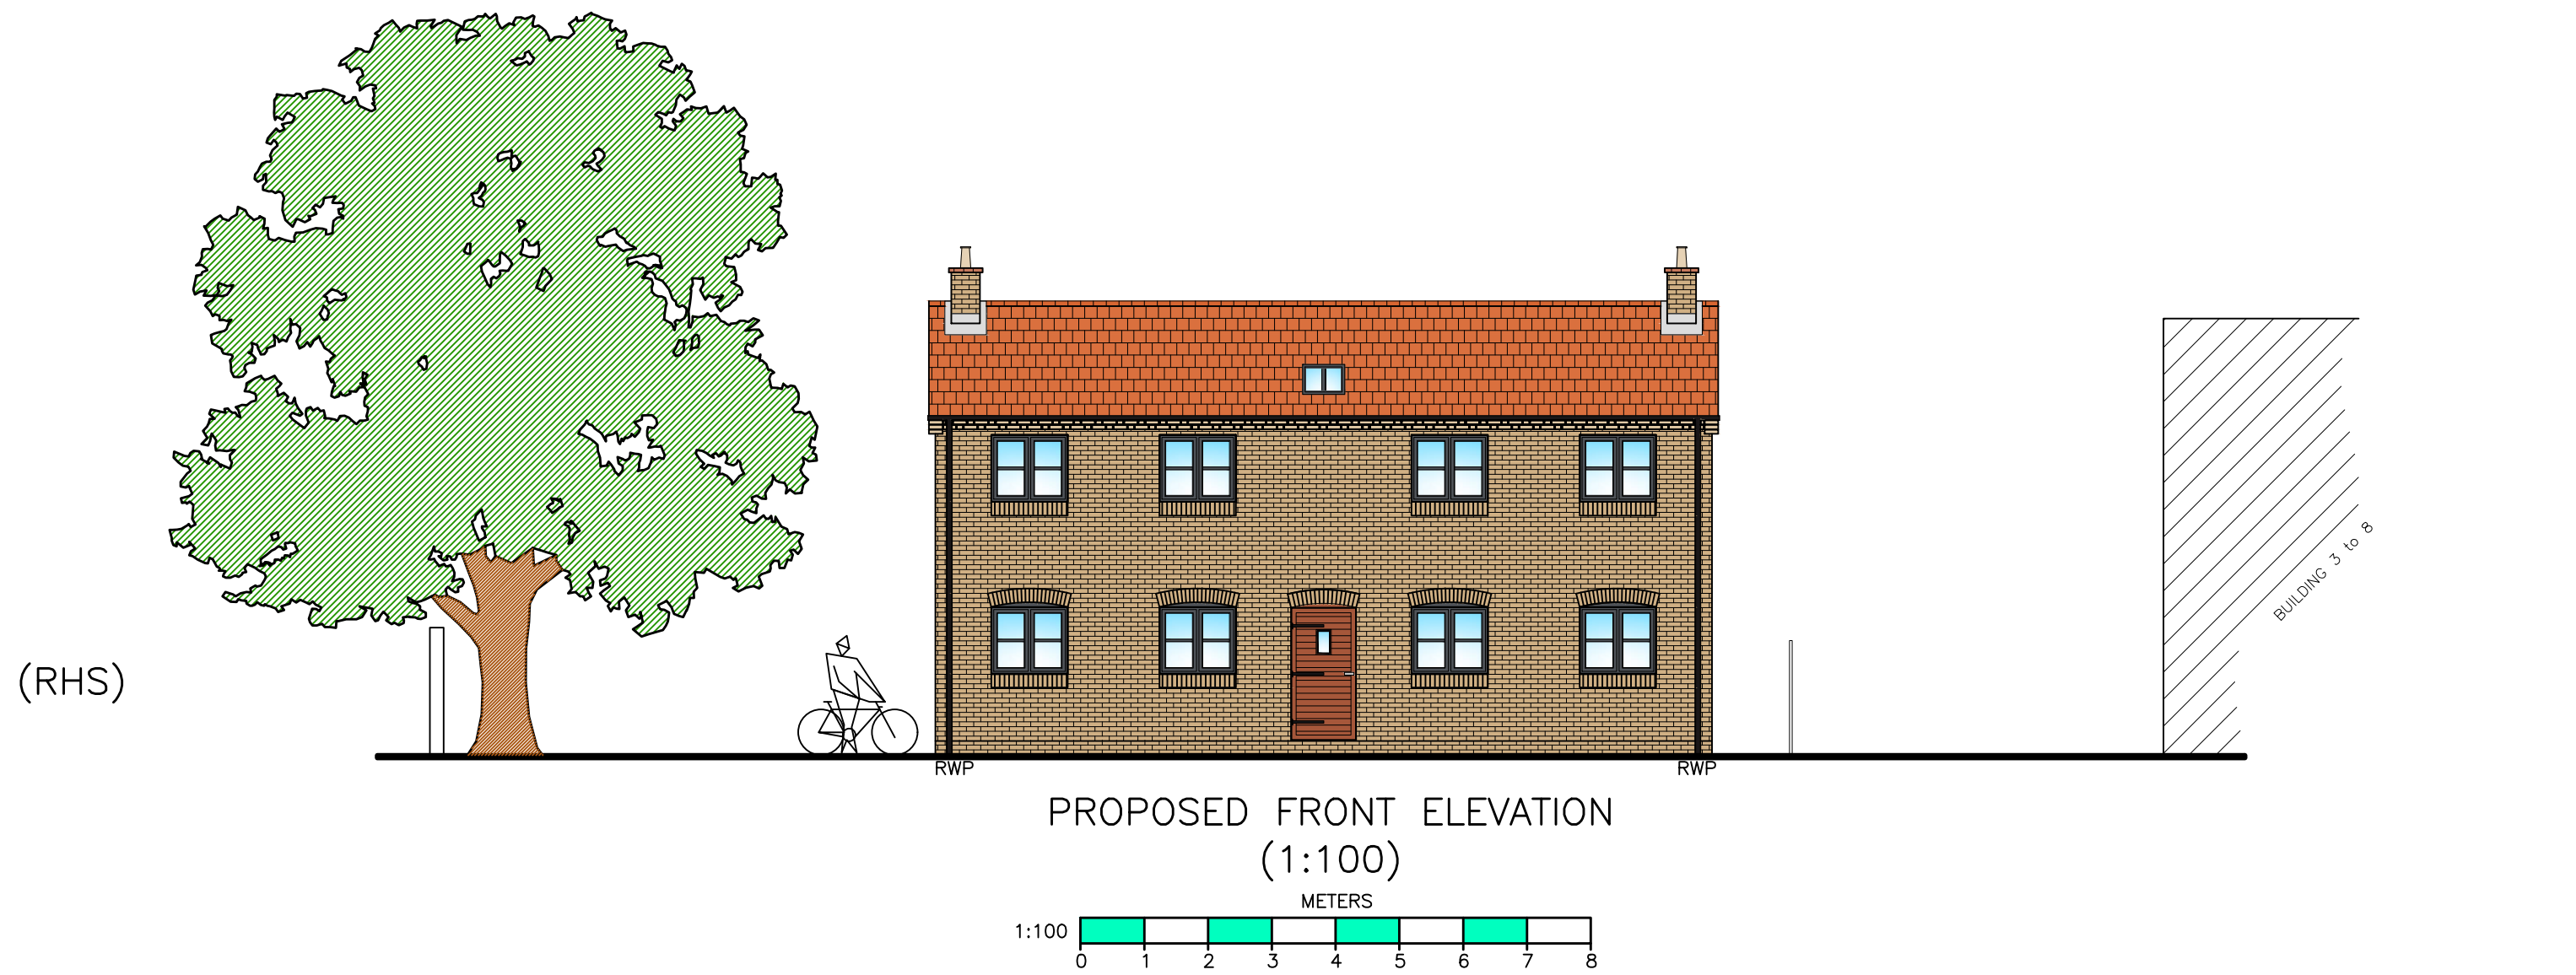 BUILDING 3 to 8
(RHS)
RWP RWP
PROPOSED FRONT ELEVATION
(1:100)
METERS
1:100
0 1 2 3 4 5 6 7 8